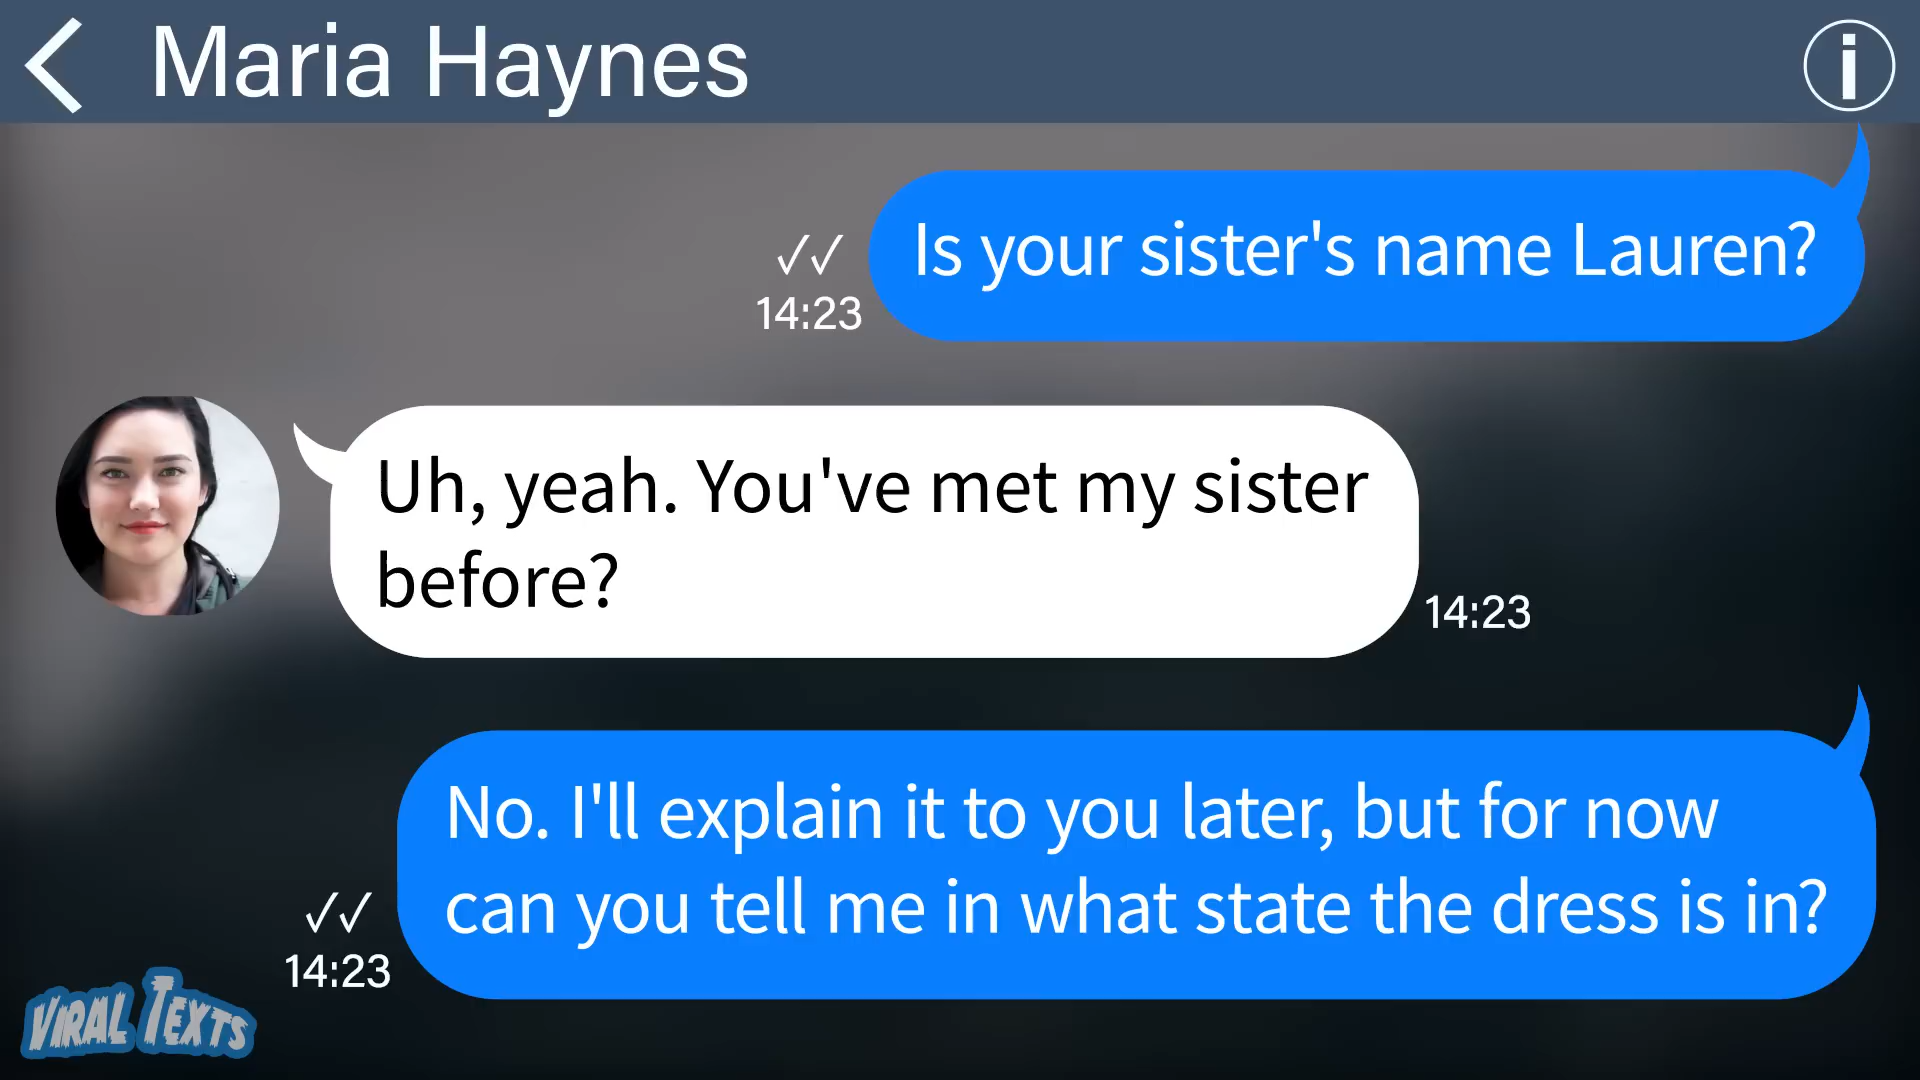 Maria Haynes
Is your sister's name Lauren?
✓✓
14:23
Uh, yeah. You've met my sister
before?
14:23
No. I'll explain it to you later, but for now
can you tell me in what state the dress is in?
✓✓
14:23
VIRAL TEXTS